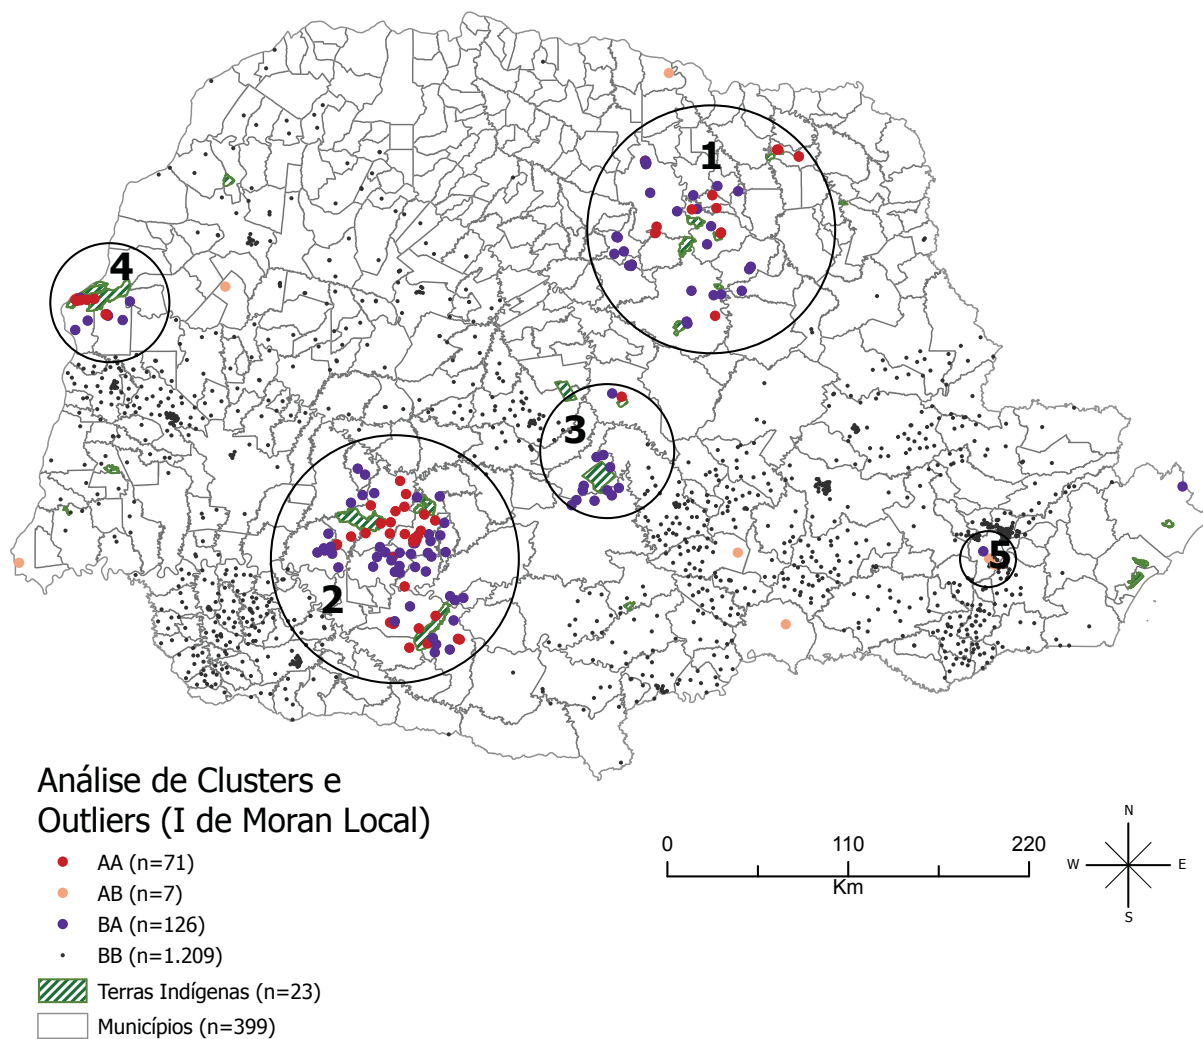 1
4
3
2
5
Análise de Clusters e
Outliers (I de Moran Local)
AA (n=71)
AB (n=7)
BA (n=126)
BB (n=1.209)
Terras Indígenas (n=23)
Municípios (n=399)
0 110 220
Km
N
W E
S